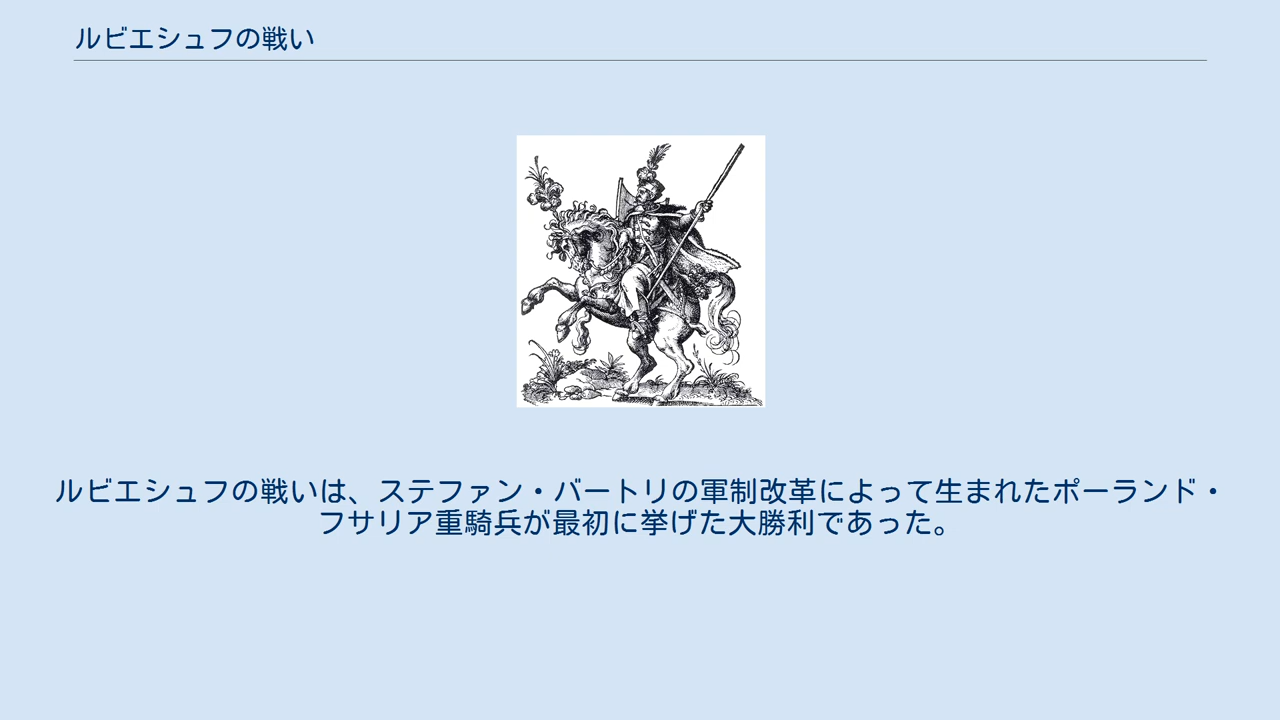 ルビエシュフの戦い
ルビエシュフの戦いは、ステファン・バートリの軍制改革によって生まれたポーランド・
フサリア重騎兵が最初に挙げた大勝利であった。